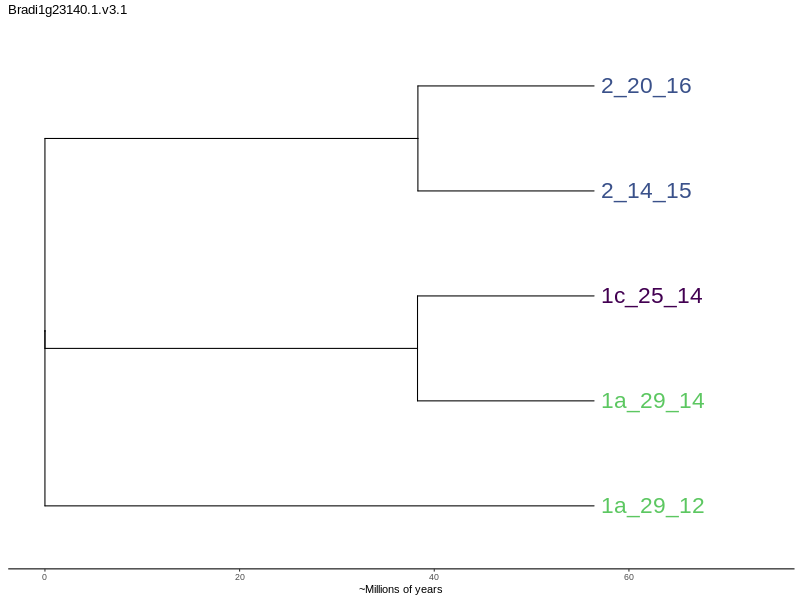 Bradi1g23140.1.v3.1
2_20_16
2_14_15
1c_25_14
1a_29_14
1a_29_12
0 20 40 60
~Millions of years